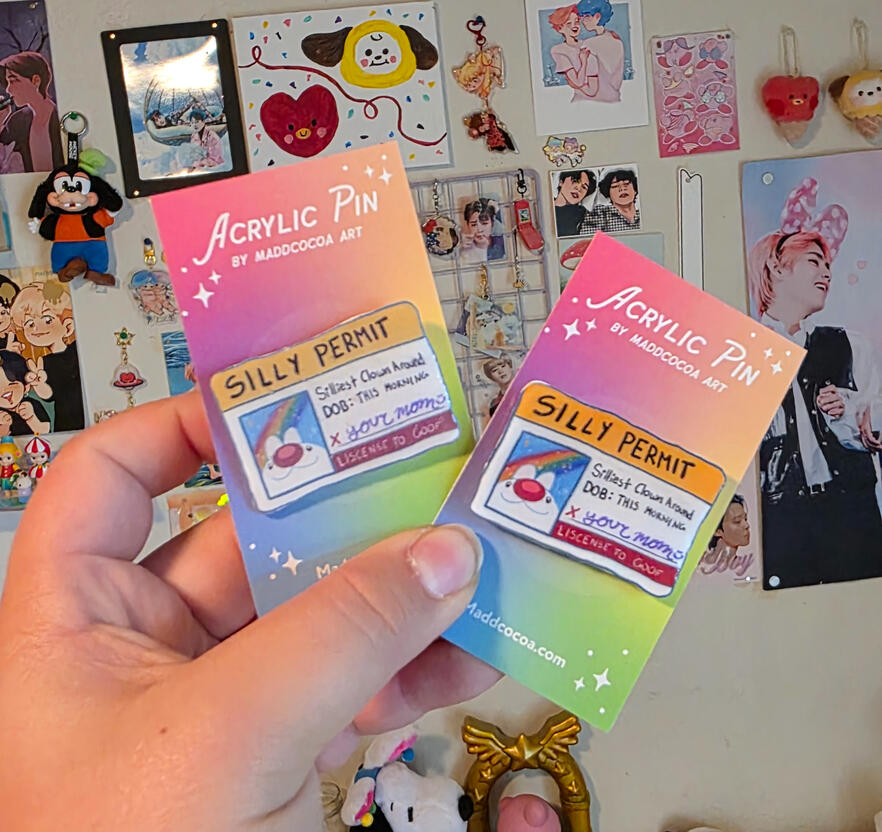 ACRYLIC PIN
BY MADDCOCOA ART
SILLY PERMIT
Silliest Clown Around
DOB: THIS MORNING
x your mom
LISCENSE TO GOOF
ACRYLIC PIN
BY MADDCOCOA ART
SILLY PERMIT
Silliest Clown Around
DOB: THIS MORNING
x your mom
LISCENSE TO GOOF
Maddcocoa.com
Boy